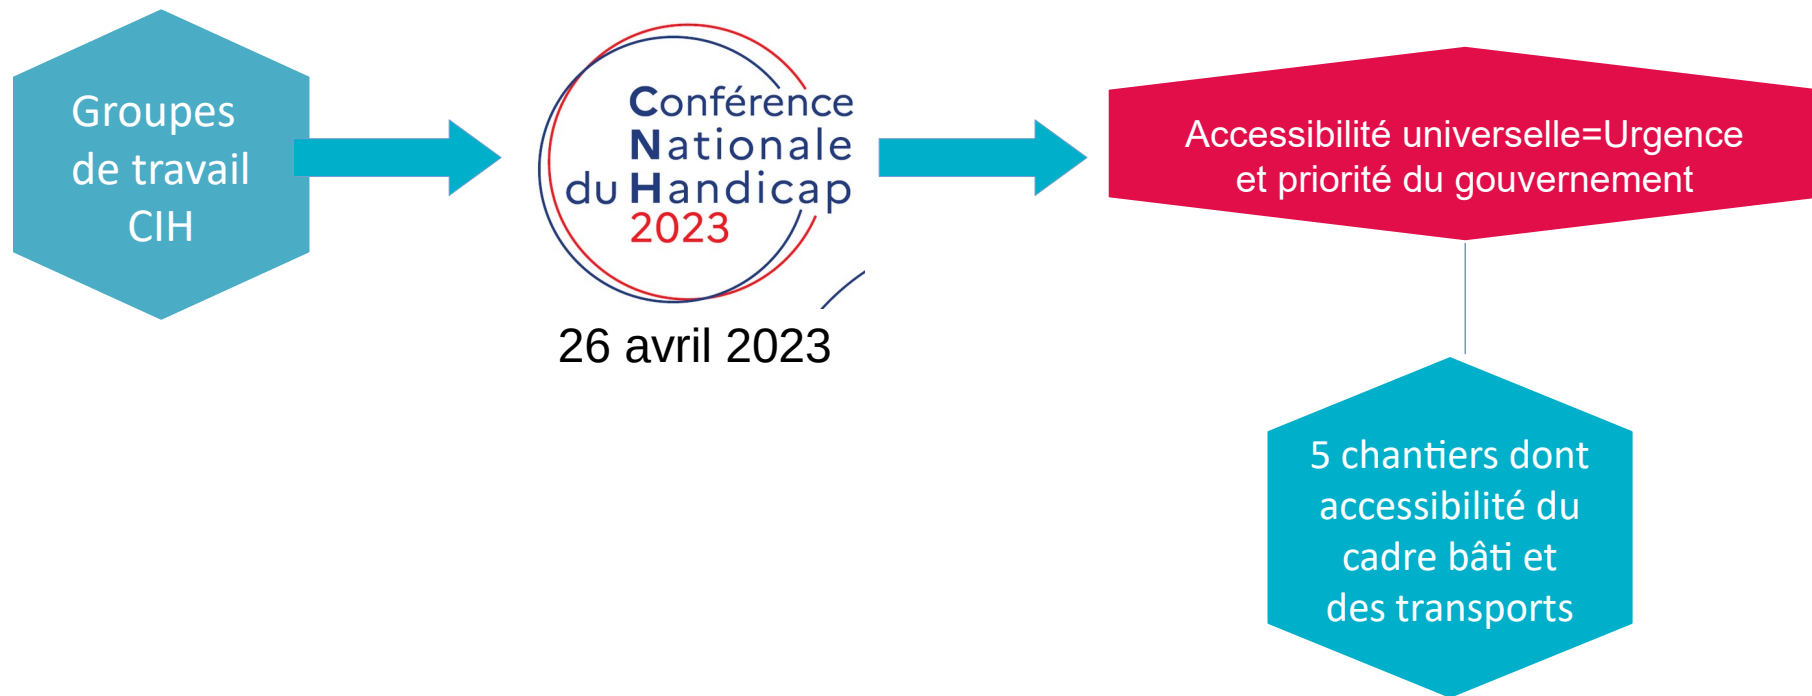 Groupes
de travail
CIH
Conférence
Nationale
du Handicap
2023
26 avril 2023
Accessibilité universelle=Urgence
et priorité du gouvernement
5 chantiers dont
accessibilité du
cadre bâti et
des transports